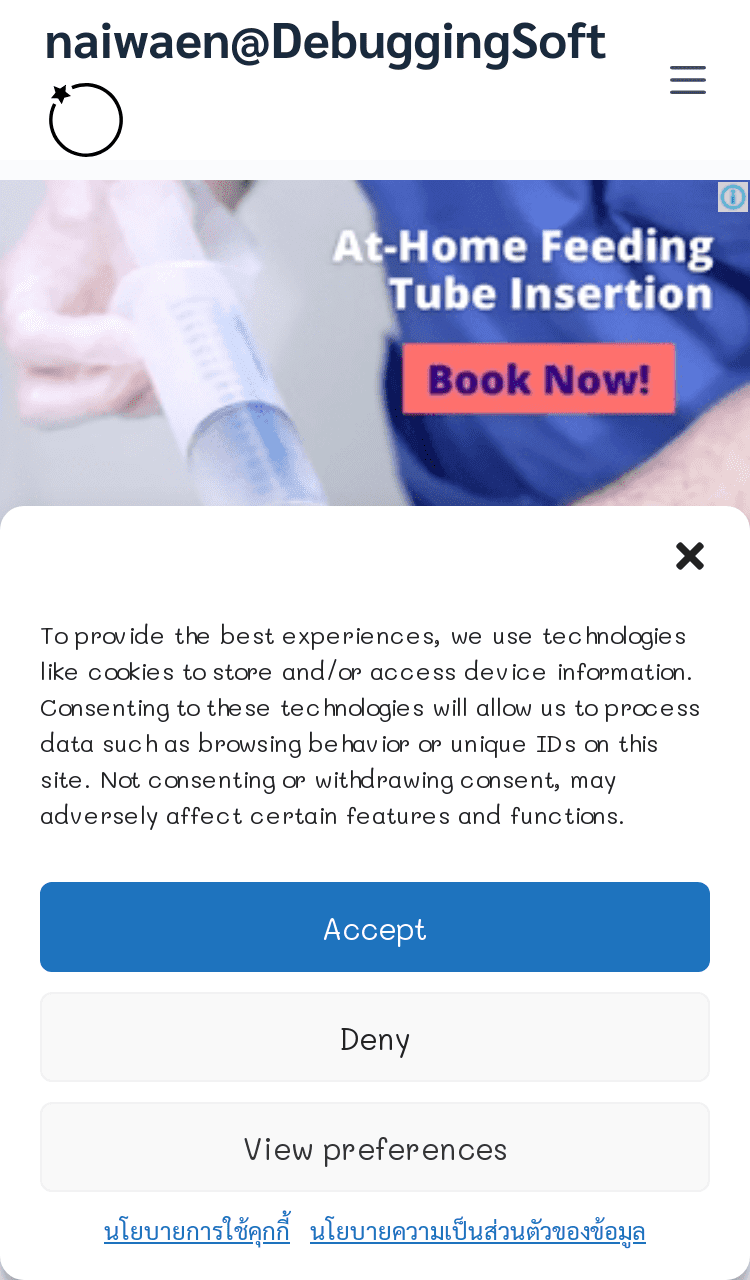 naiwaen@DebuggingSoft
At-Home Feeding
Tube Insertion
Book Now!
To provide the best experiences, we use technologies
like cookies to store and/or access device information.
Consenting to these technologies will allow us to process
data such as browsing behavior or unique IDs on this
site. Not consenting or withdrawing consent, may
adversely affect certain features and functions.
Accept
Deny
View preferences
นโยบายการใช้คุกกี้ นโยบายความเป็นส่วนตัวของข้อมูล